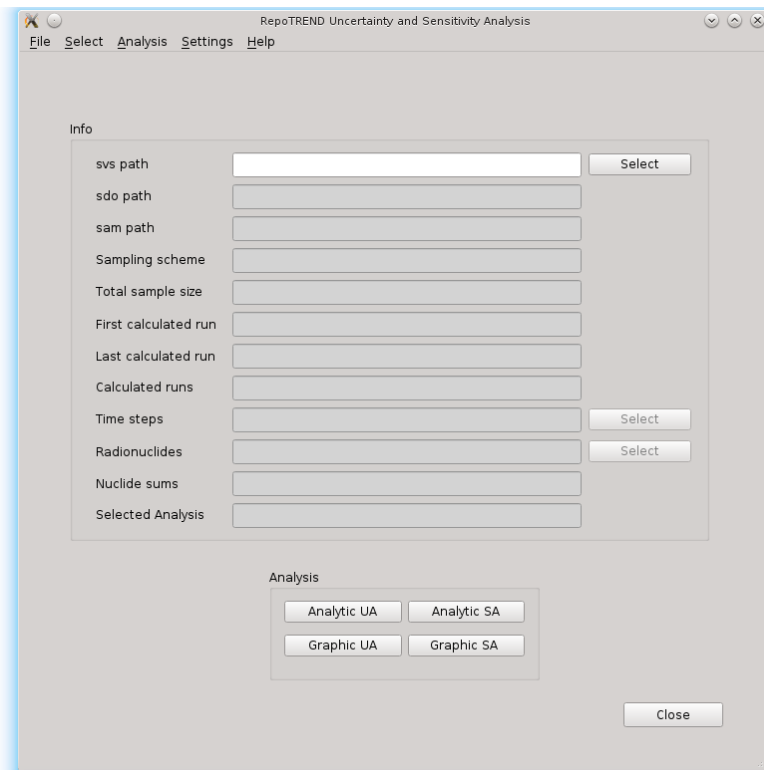 RepoTREND Uncertainty and Sensitivity Analysis
File Select Analysis Settings Help
Info
svs path Select
sdo path
sam path
Sampling scheme
Total sample size
First calculated run
Last calculated run
Calculated runs
Time steps Select
Radionuclides Select
Nuclide sums
Selected Analysis
Analysis
Analytic UA Analytic SA
Graphic UA Graphic SA
Close